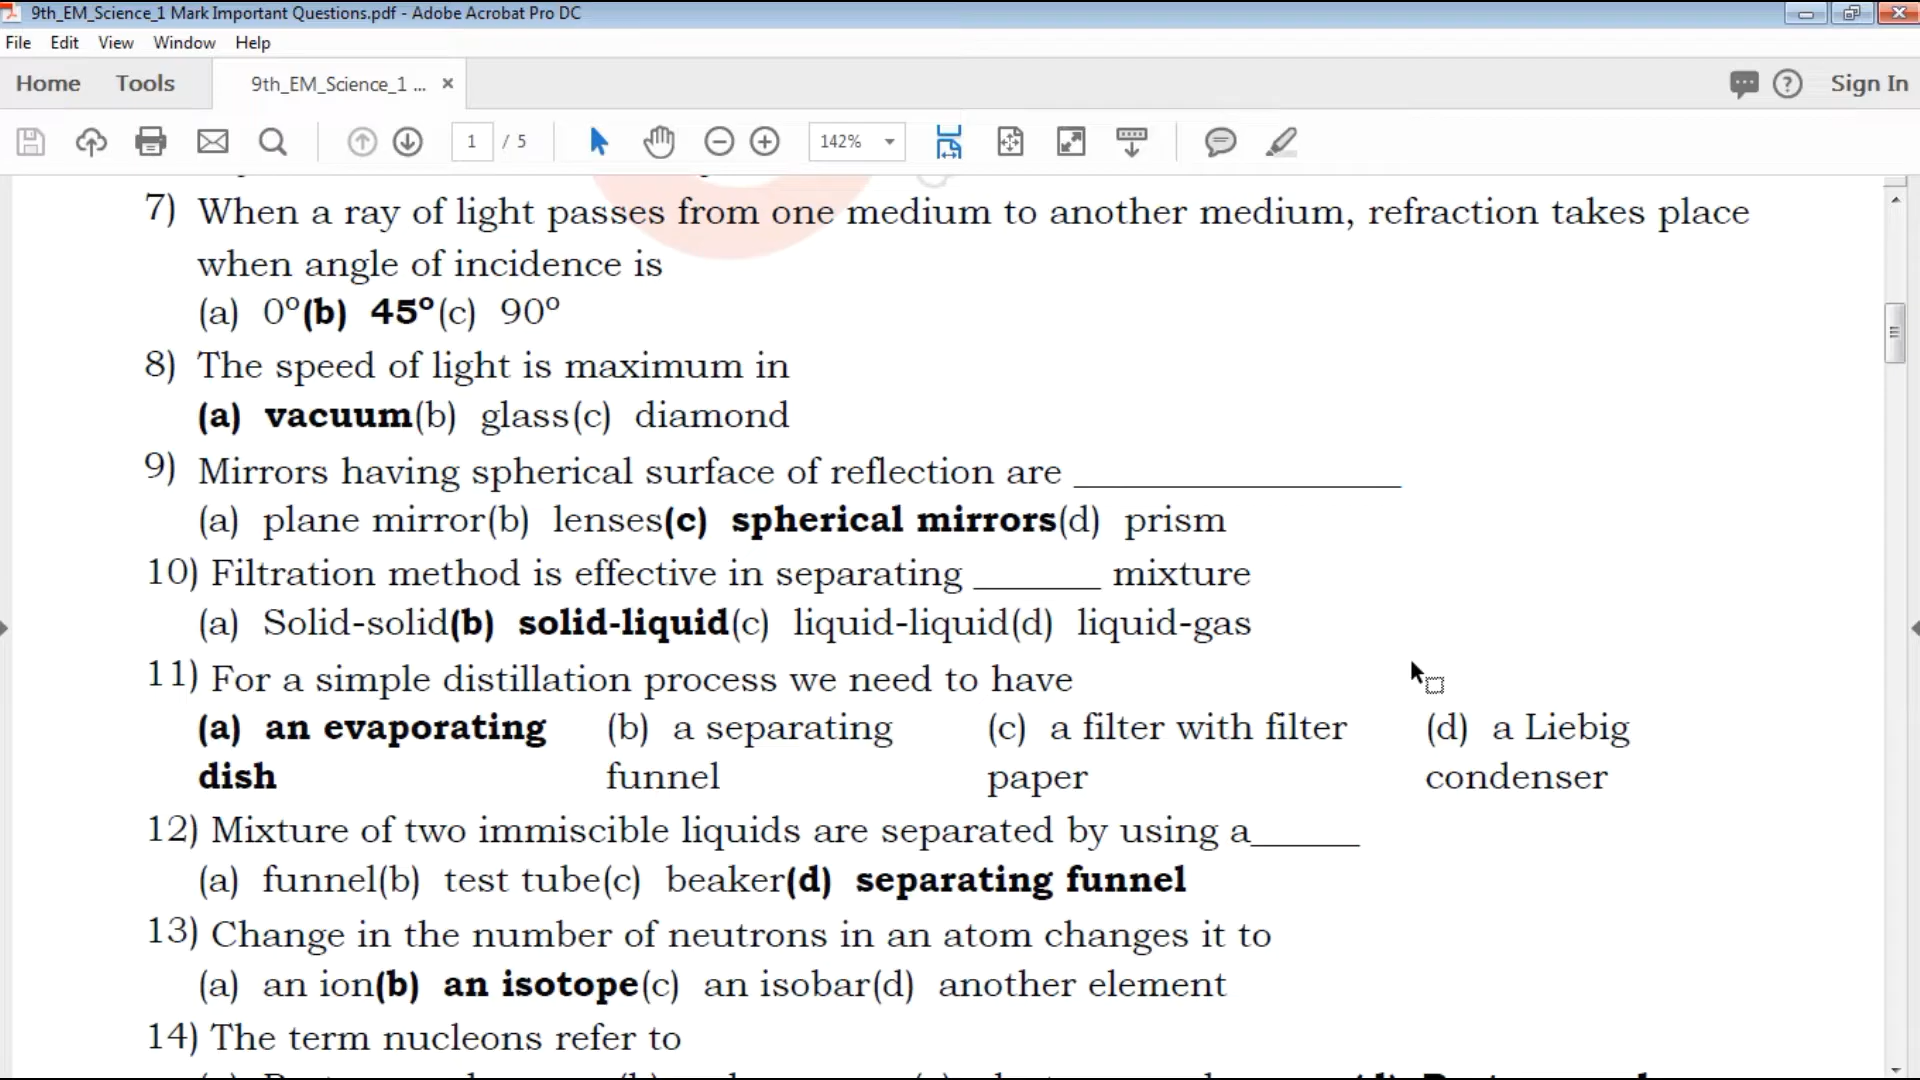 9th_EM_Science_1 Mark Important Questions.pdf - Adobe Acrobat Pro DC
File Edit View Window Help
Home Tools 9th_EM_Science_1 ... × Sign In
1 / 5 142%
7) When a ray of light passes from one medium to another medium, refraction takes place
when angle of incidence is
(a) 0º(b) 45º(c) 90º
8) The speed of light is maximum in
(a) vacuum(b) glass(c) diamond
9) Mirrors having spherical surface of reflection are _________________
(a) plane mirror(b) lenses(c) spherical mirrors(d) prism
10) Filtration method is effective in separating _______ mixture
(a) Solid-solid(b) solid-liquid(c) liquid-liquid(d) liquid-gas
11) For a simple distillation process we need to have
(a) an evaporating (b) a separating (c) a filter with filter (d) a Liebig
dish funnel paper condenser
12) Mixture of two immiscible liquids are separated by using a______
(a) funnel(b) test tube(c) beaker(d) separating funnel
13) Change in the number of neutrons in an atom changes it to
(a) an ion(b) an isotope(c) an isobar(d) another element
14) The term nucleons refer to